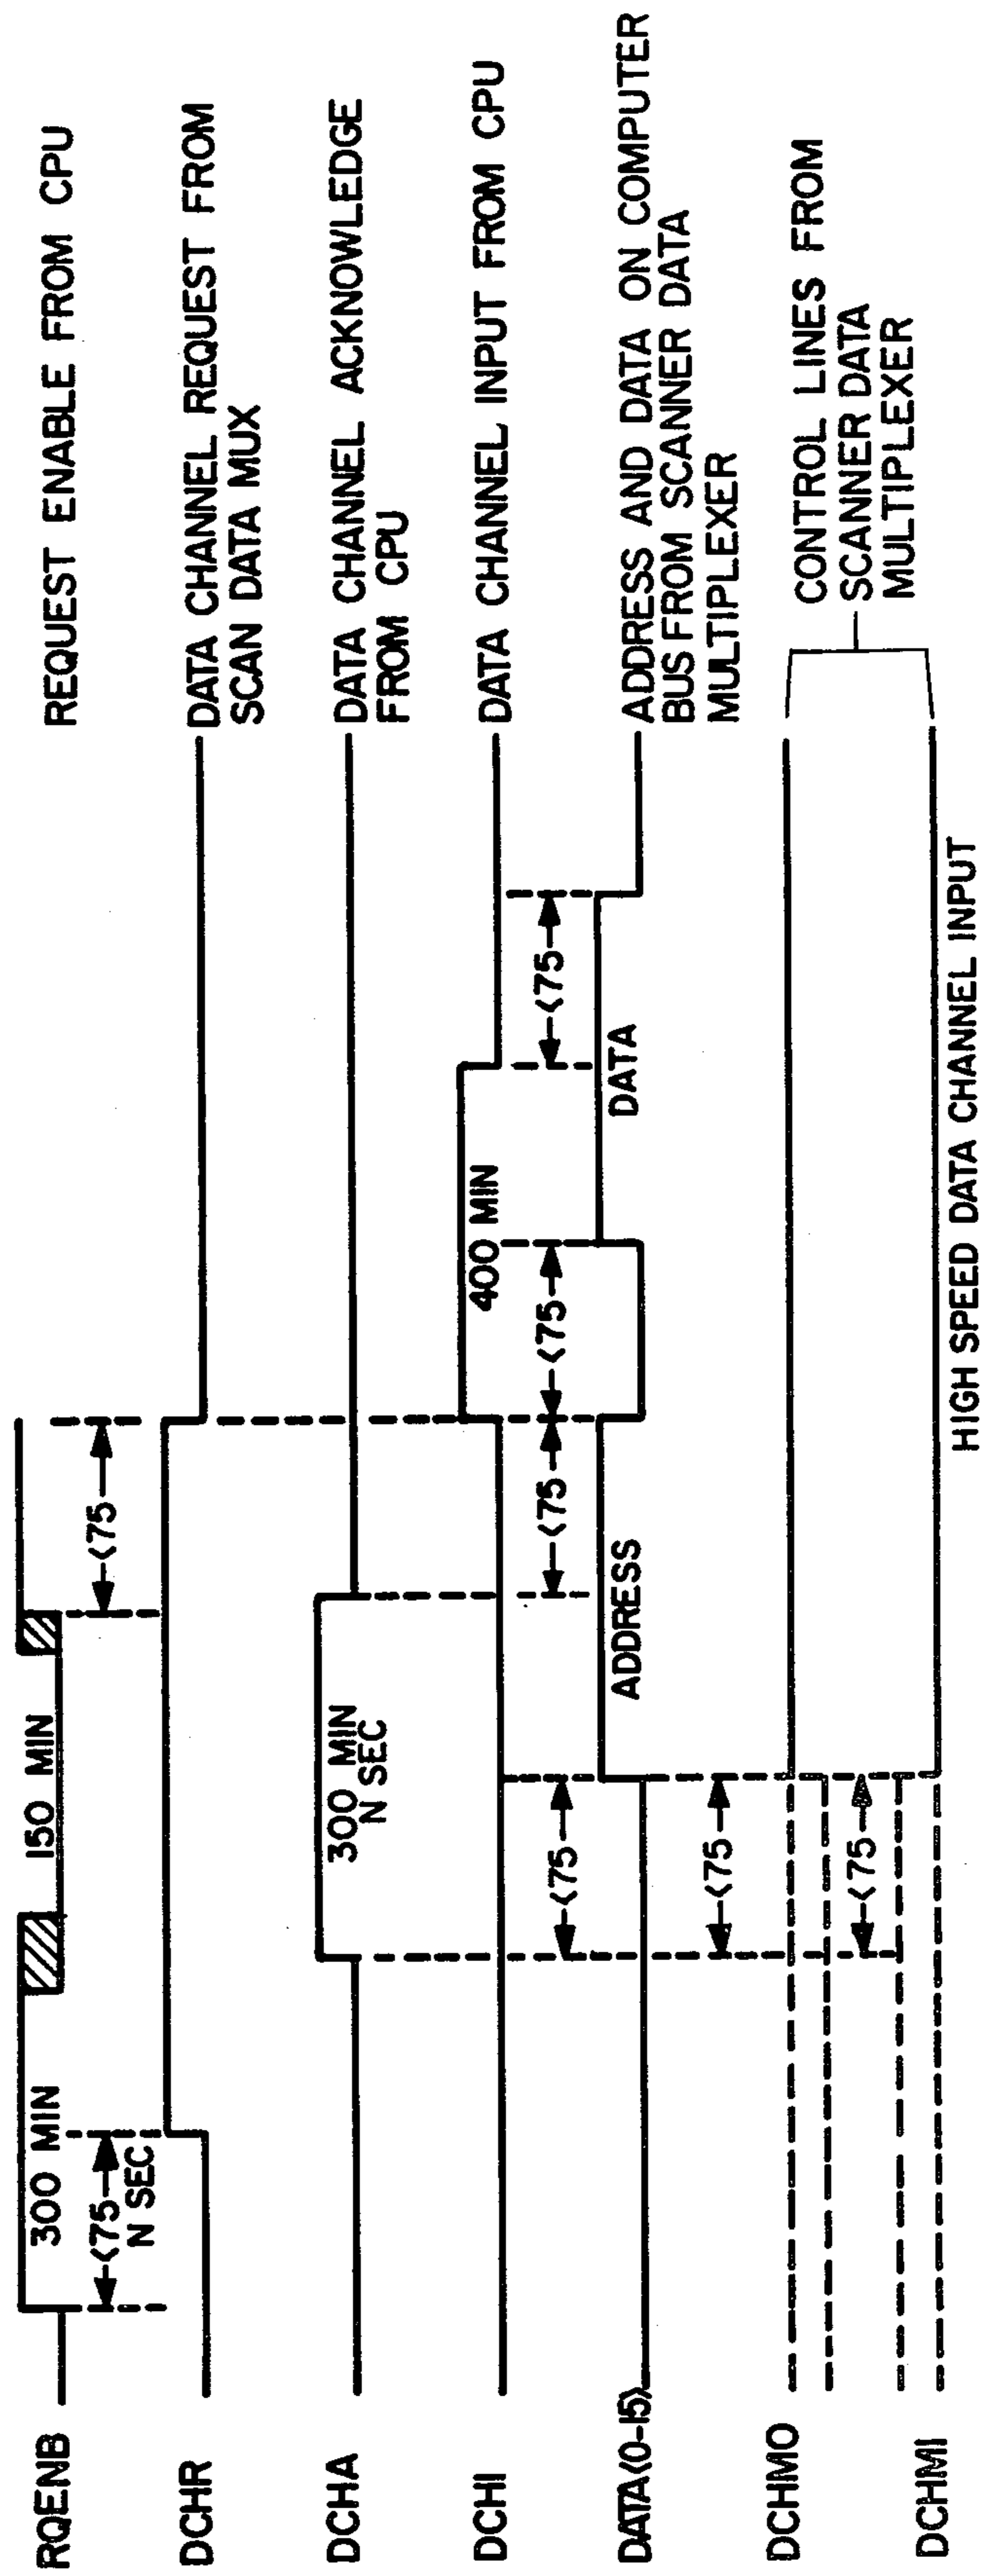 RQENB
300 MIN
150 MIN
<75
N SEC
<75
REQUEST ENABLE FROM CPU
DCHR
DATA CHANNEL REQUEST FROM
SCAN DATA MUX
DCHA
300 MIN
N SEC
DATA CHANNEL ACKNOWLEDGE
FROM CPU
DCHI
400 MIN
DATA CHANNEL INPUT FROM CPU
<75
<75
<75
<75
DATA(0-15)
ADDRESS
DATA
ADDRESS AND DATA ON COMPUTER
BUS FROM SCANNER DATA
MULTIPLEXER
<75
DCHMO
<75
DCHMI
CONTROL LINES FROM
SCANNER DATA
MULTIPLEXER
HIGH SPEED DATA CHANNEL INPUT